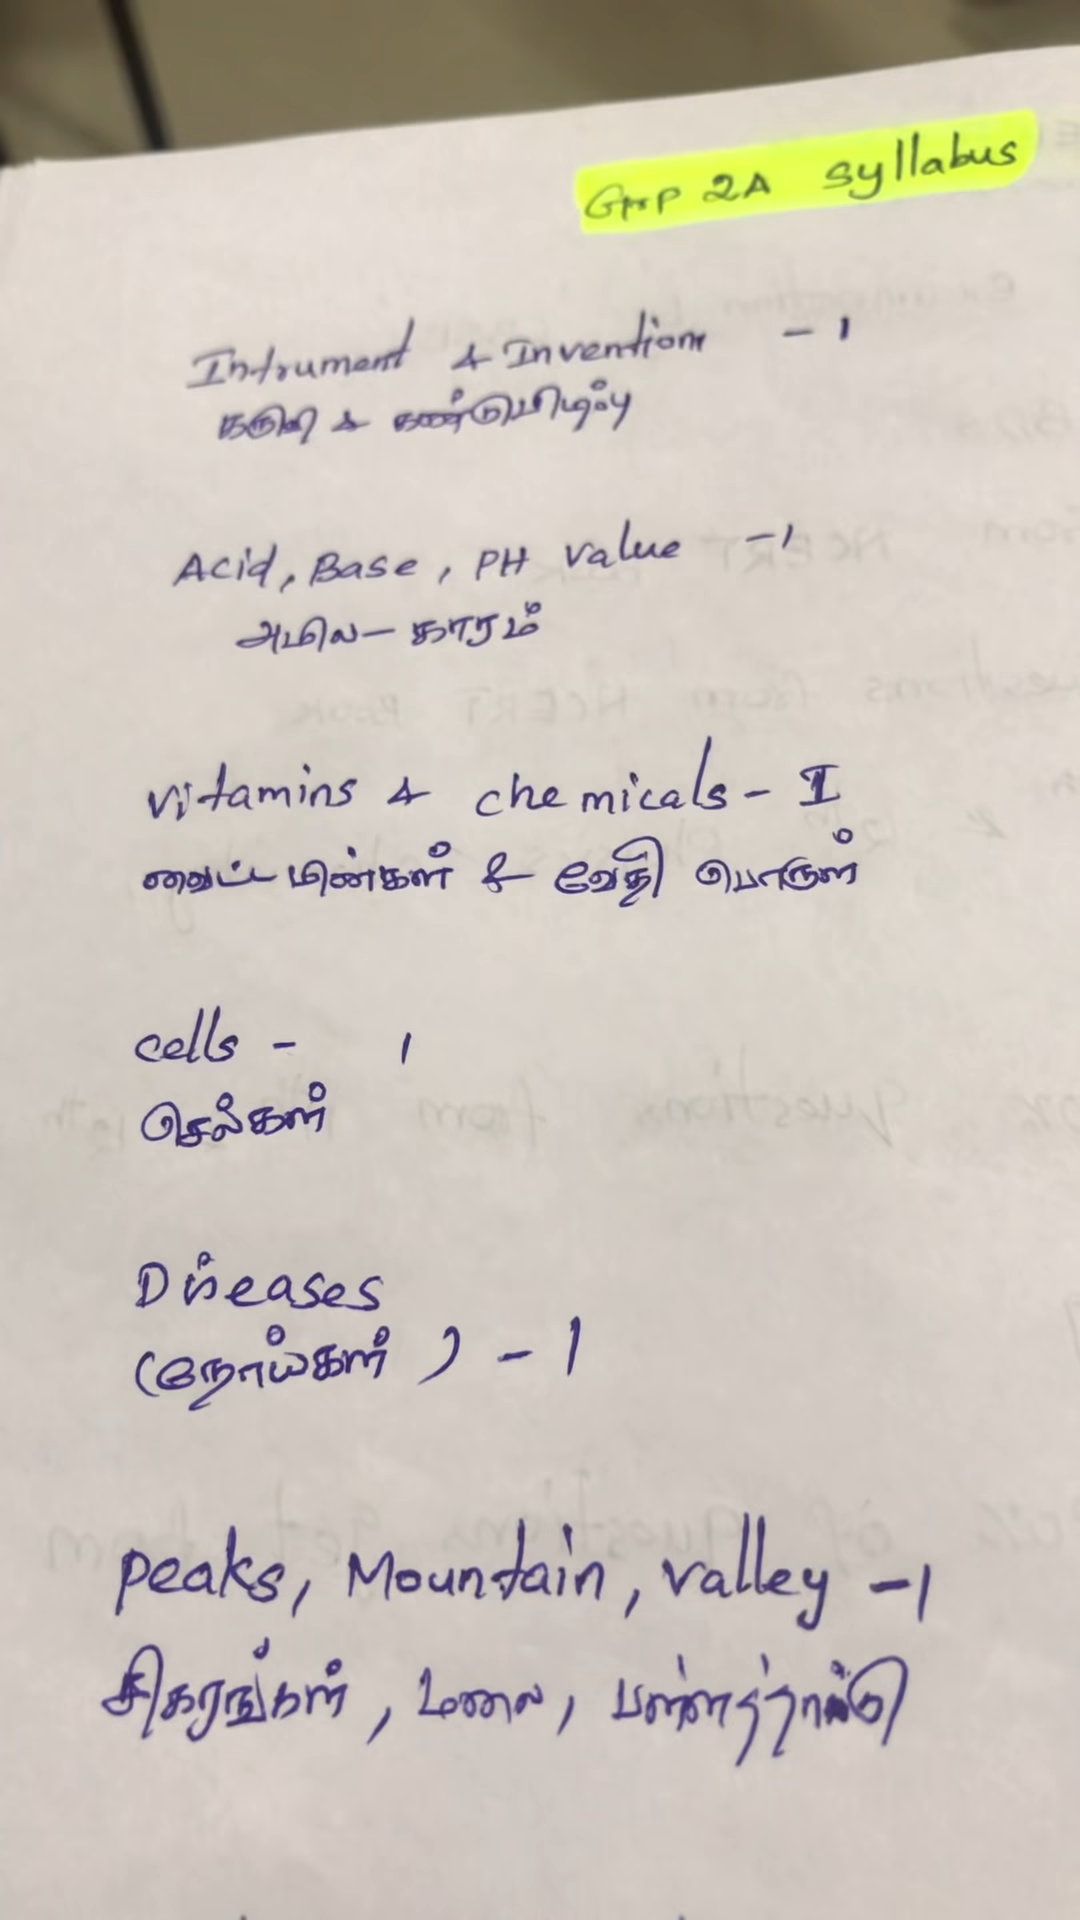 Grp 2A syllabus
Intrument & Invention - 1
கருவி & கண்டுபிடிப்பு
Acid, Base, PH value - 1
அமில - காரம்
vitamins & chemicals - I
வைட்டமின்கள் & வேதி பொருள்
cells - 1
செல்கள்
Diseases
(நோய்கள்) - 1
peaks, Mountain, valley - 1
சிகரங்கள், மலை, பள்ளத்தாக்கு